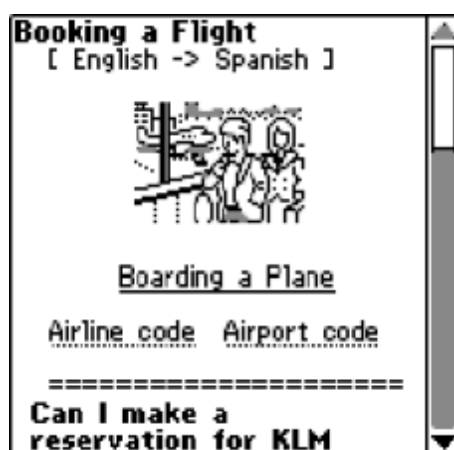 Booking a Flight
[ English -> Spanish ]
Boarding a Plane
Airline code Airport code
=====================
Can I make a
reservation for KLM